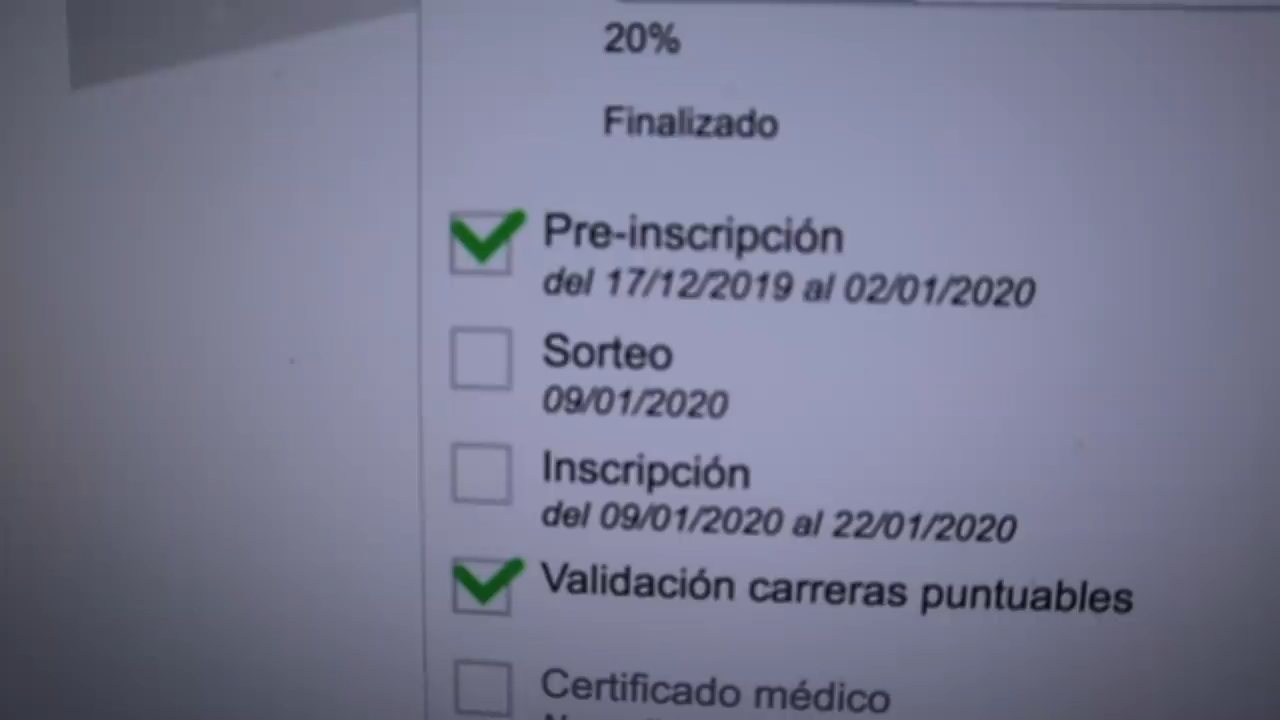 20%
Finalizado
Pre-inscripción
del 17/12/2019 al 02/01/2020
Sorteo
09/01/2020
Inscripción
del 09/01/2020 al 22/01/2020
Validación carreras puntuables
Certificado médico